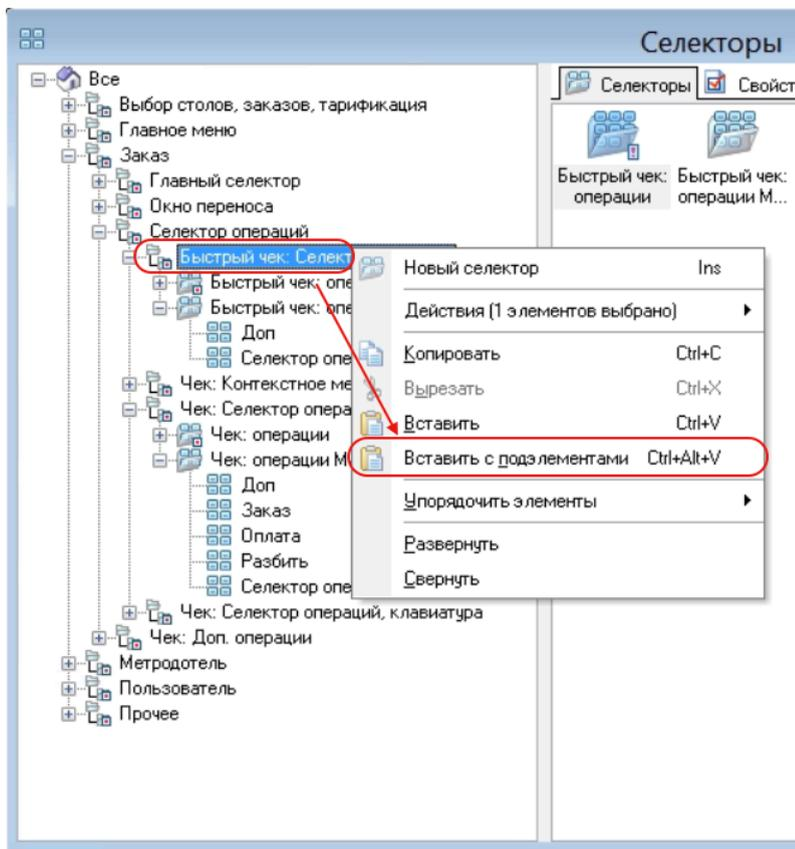 Селекторы
Все
Выбор столов, заказов, тарификация
Главное меню
Заказ
Главный селектор
Окно переноса
Селектор операций
Быстрый чек: Селект
Быстрый чек: опе
Быстрый чек: опе
Доп
Селектор опе
Чек: Контекстное ме
Чек: Селектор опера
Чек: операции
Чек: операции М
Доп
Заказ
Оплата
Разбить
Селектор опе
Чек: Селектор операций, клавиатура
Чек: Доп. операции
Метродотель
Пользователь
Прочее
Селекторы Свойст
Быстрый чек: операции
Быстрый чек: операции М...
Новый селектор Ins
Действия (1 элементов выбрано)
Копировать Ctrl+C
Вырезать Ctrl+X
Вставить Ctrl+V
Вставить с подэлементами Ctrl+Alt+V
Упорядочить элементы
Развернуть
Свернуть